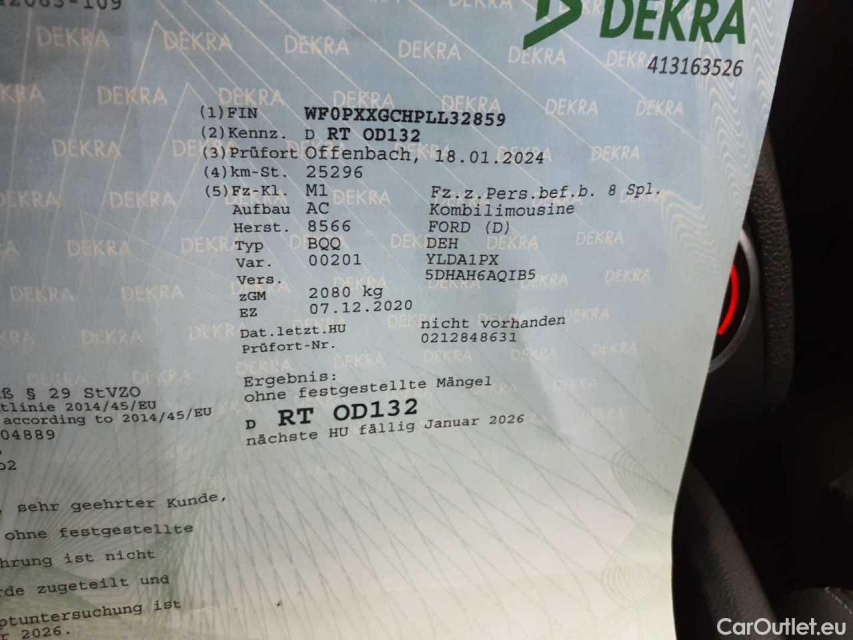 DEKRA
413163526
(1) FIN WF0PXXGCHPLL32859
(2) Kennz. D RT OD132
(3) Prüfort Offenbach, 18.01.2024
(4) km-St. 25296
(5) Fz-Kl. M1 Fz.z.Pers.bef.b. 8 Spl.
Aufbau AC Kombilimousine
Herst. 8566 FORD (D)
Typ BQQ DEH
Var. 00201 YLDA1PX
Vers. 5DHAH6AQIB5
zGM 2080 kg
EZ 07.12.2020
Dat.letzt.HU nicht vorhanden
Prüfort-Nr. 0212848631
Ergebnis:
ohne festgestellte Mängel
D RT OD132
nächste HU fällig Januar 2026
§ 29 StVZO
2014/45/EU
according to 2014/45/EU
04889
sehr geehrter Kunde,
ohne festgestellte
ist nicht
zugeteilt und
ist
2026.
CarOutlet.eu